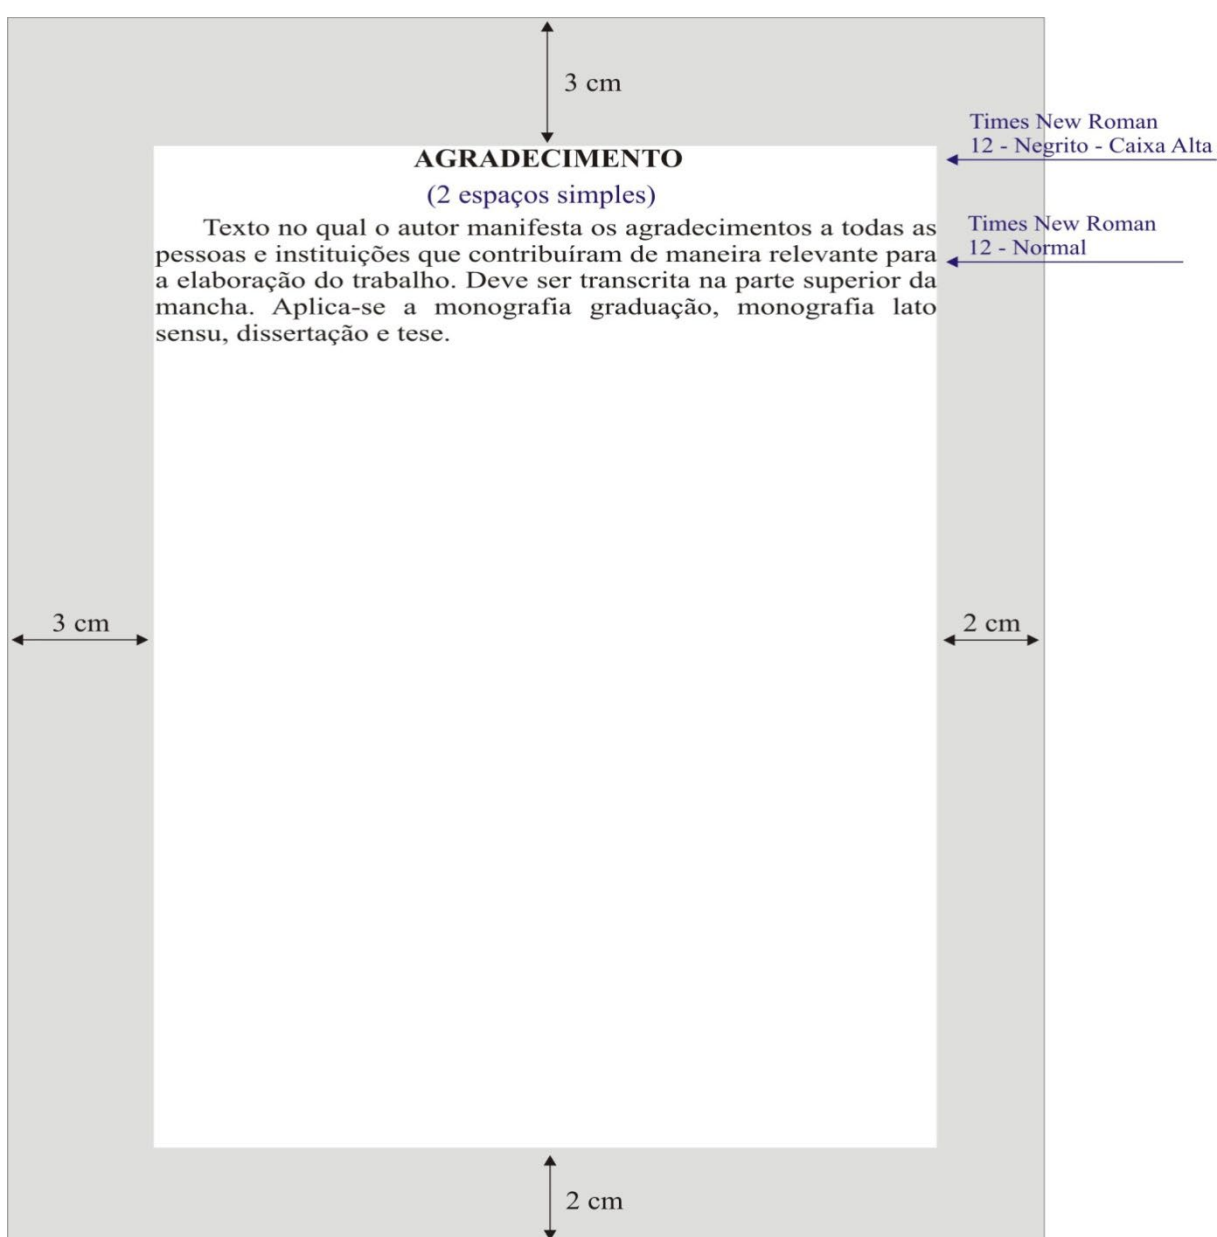 3 cm
Times New Roman
12 - Negrito - Caixa Alta
AGRADECIMENTO
(2 espaços simples)
Texto no qual o autor manifesta os agradecimentos a todas as
pessoas e instituições que contribuíram de maneira relevante para
a elaboração do trabalho. Deve ser transcrita na parte superior da
mancha. Aplica-se a monografia graduação, monografia lato
sensu, dissertação e tese.
Times New Roman
12 - Normal
3 cm
2 cm
2 cm